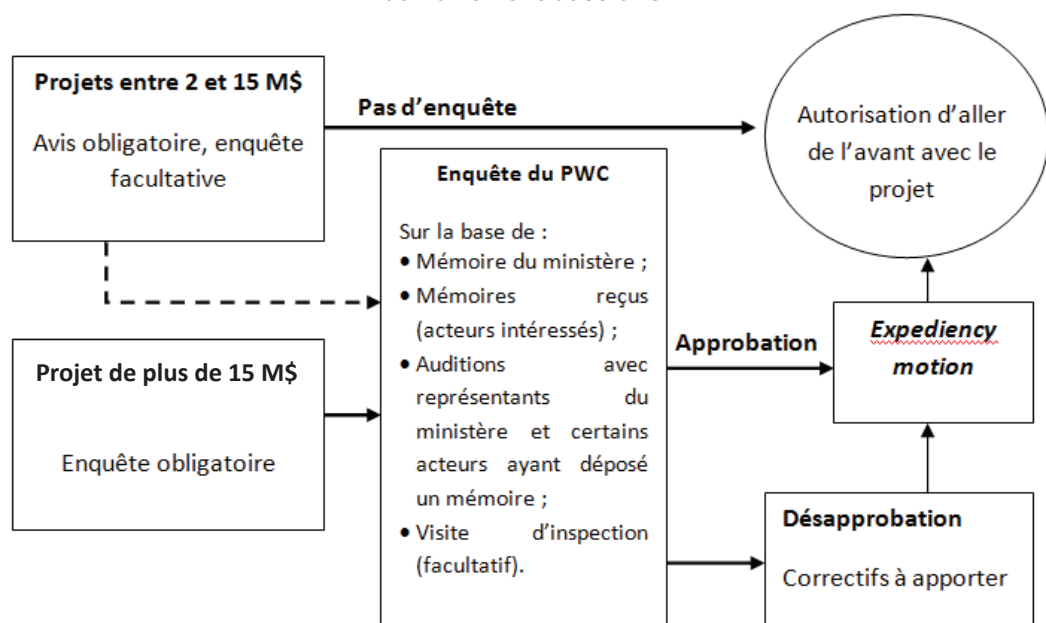 Projets entre 2 et 15 M$
Avis obligatoire, enquête
facultative
Pas d’enquête
Autorisation d’aller
de l’avant avec le
projet
Enquête du PWC
Sur la base de :
• Mémoire du ministère ;
• Mémoires reçus
(acteurs intéressés) ;
• Auditions avec
représentants du
ministère et certains
acteurs ayant déposé
un mémoire ;
• Visite d’inspection
(facultatif).
Projet de plus de 15 M$
Enquête obligatoire
Approbation
Expediency
motion
Désapprobation
Correctifs à apporter